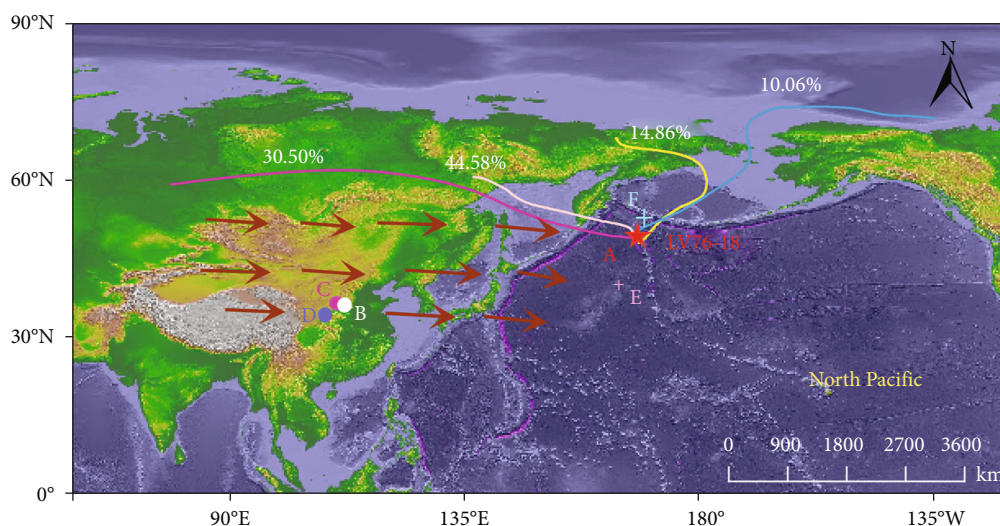 90°N
N
10.06%
14.86%
30.50%
44.58%
60°N
F
A
LV76-18
C
E
D
B
30°N
North Pacific
0 900 1800 2700 3600
km
0°
90°E 135°E 180° 135°W